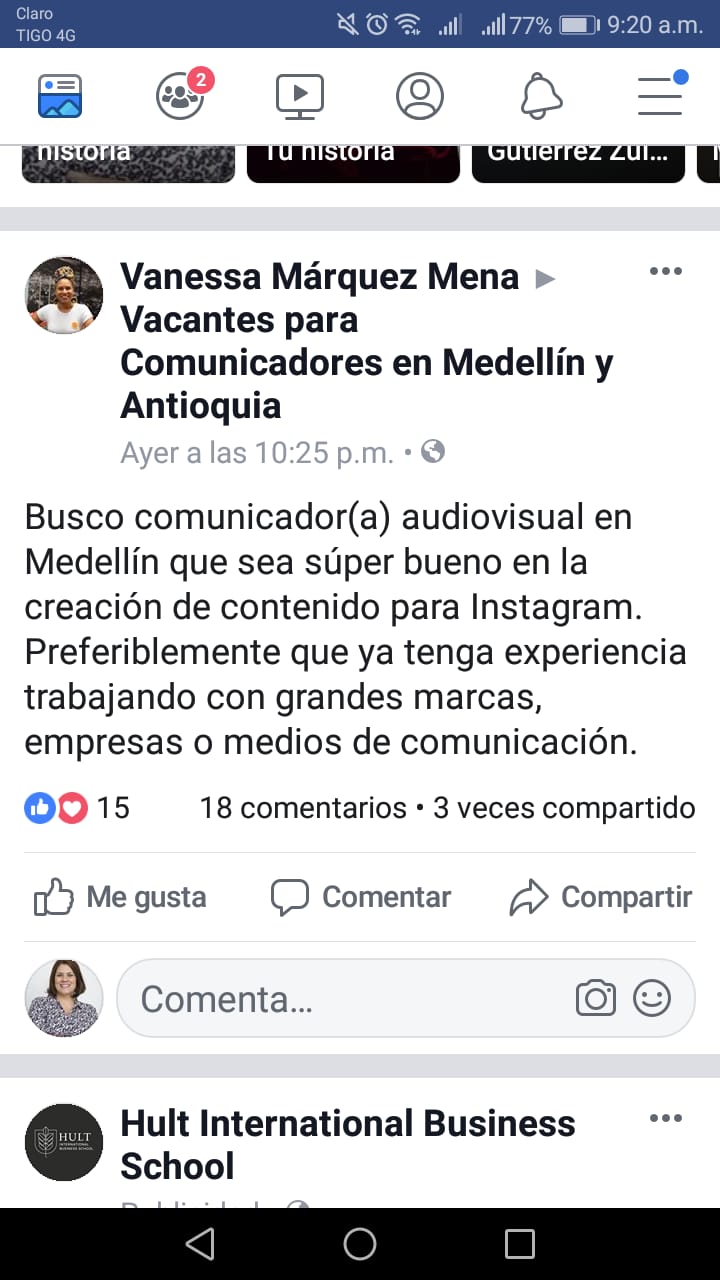 Claro
TIGO 4G
77%
9:20 a.m.
2
historia
Tu historia
Gutiérrez Zul...
Vanessa Márquez Mena ▶
Vacantes para
Comunicadores en Medellín y
Antioquia
Ayer a las 10:25 p.m. •
Busco comunicador(a) audiovisual en
Medellín que sea súper bueno en la
creación de contenido para Instagram.
Preferiblemente que ya tenga experiencia
trabajando con grandes marcas,
empresas o medios de comunicación.
15
18 comentarios • 3 veces compartido
Me gusta
Comentar
Compartir
Comenta...
HULT
INTERNATIONAL
BUSINESS SCHOOL
Hult International Business
School